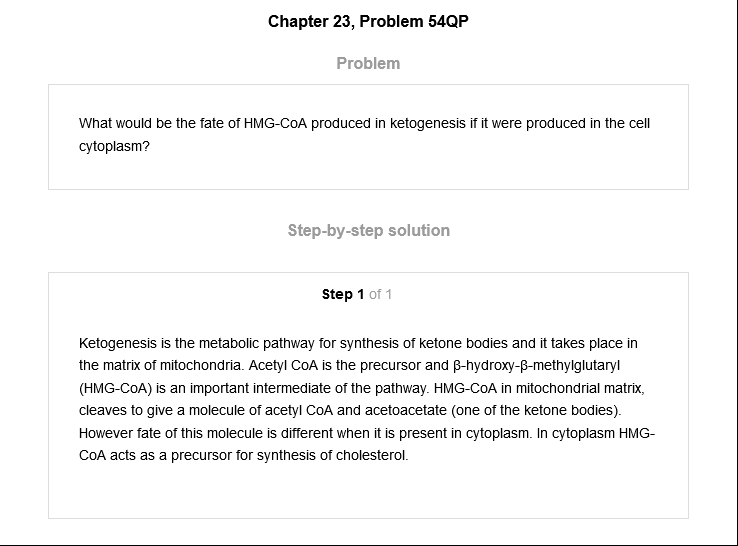 Chapter 23, Problem 54QP
Problem
What would be the fate of HMG-CoA produced in ketogenesis if it were produced in the cell
cytoplasm?
Step-by-step solution
Step 1 of 1
Ketogenesis is the metabolic pathway for synthesis of ketone bodies and it takes place in
the matrix of mitochondria. Acetyl CoA is the precursor and β-hydroxy-β-methylglutaryl
(HMG-CoA) is an important intermediate of the pathway. HMG-CoA in mitochondrial matrix,
cleaves to give a molecule of acetyl CoA and acetoacetate (one of the ketone bodies).
However fate of this molecule is different when it is present in cytoplasm. In cytoplasm HMG-
CoA acts as a precursor for synthesis of cholesterol.